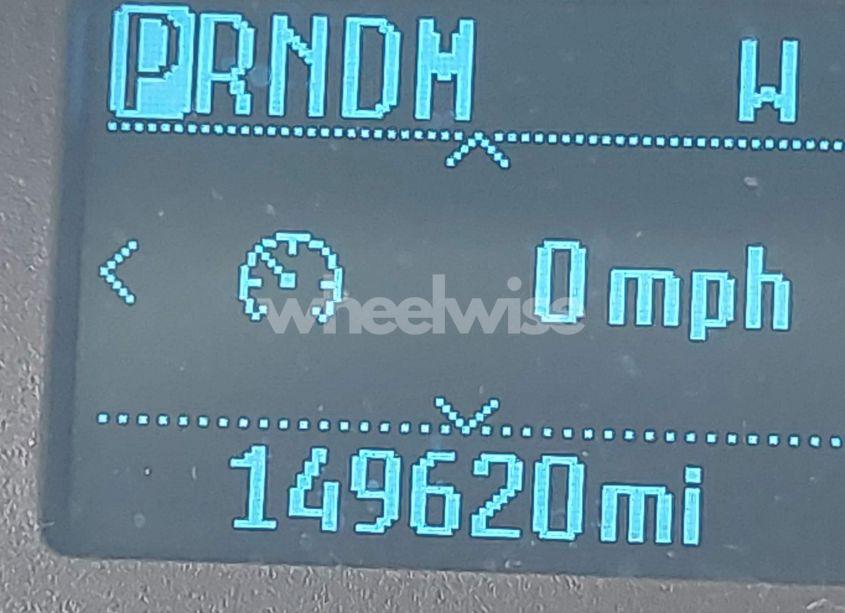 PRNDM W
0 mph
wheelwise
149620mi